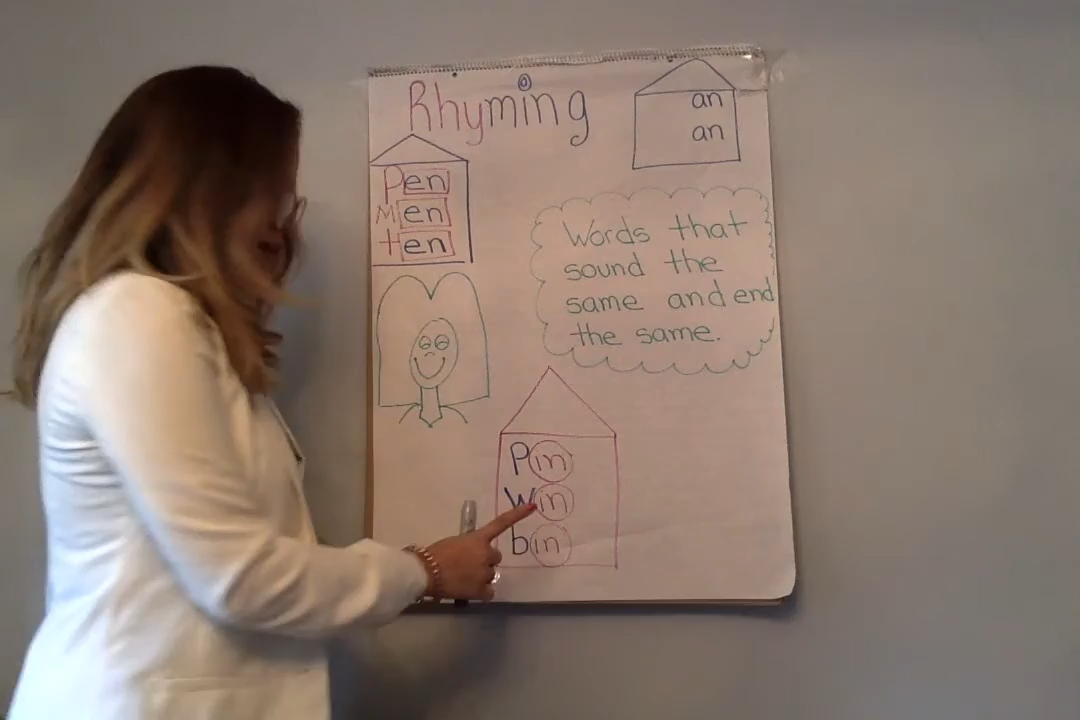 Rhyming
an
an
Pen
Men
ten
Words that
sound the
same and end
the same.
Pin
Win
bin